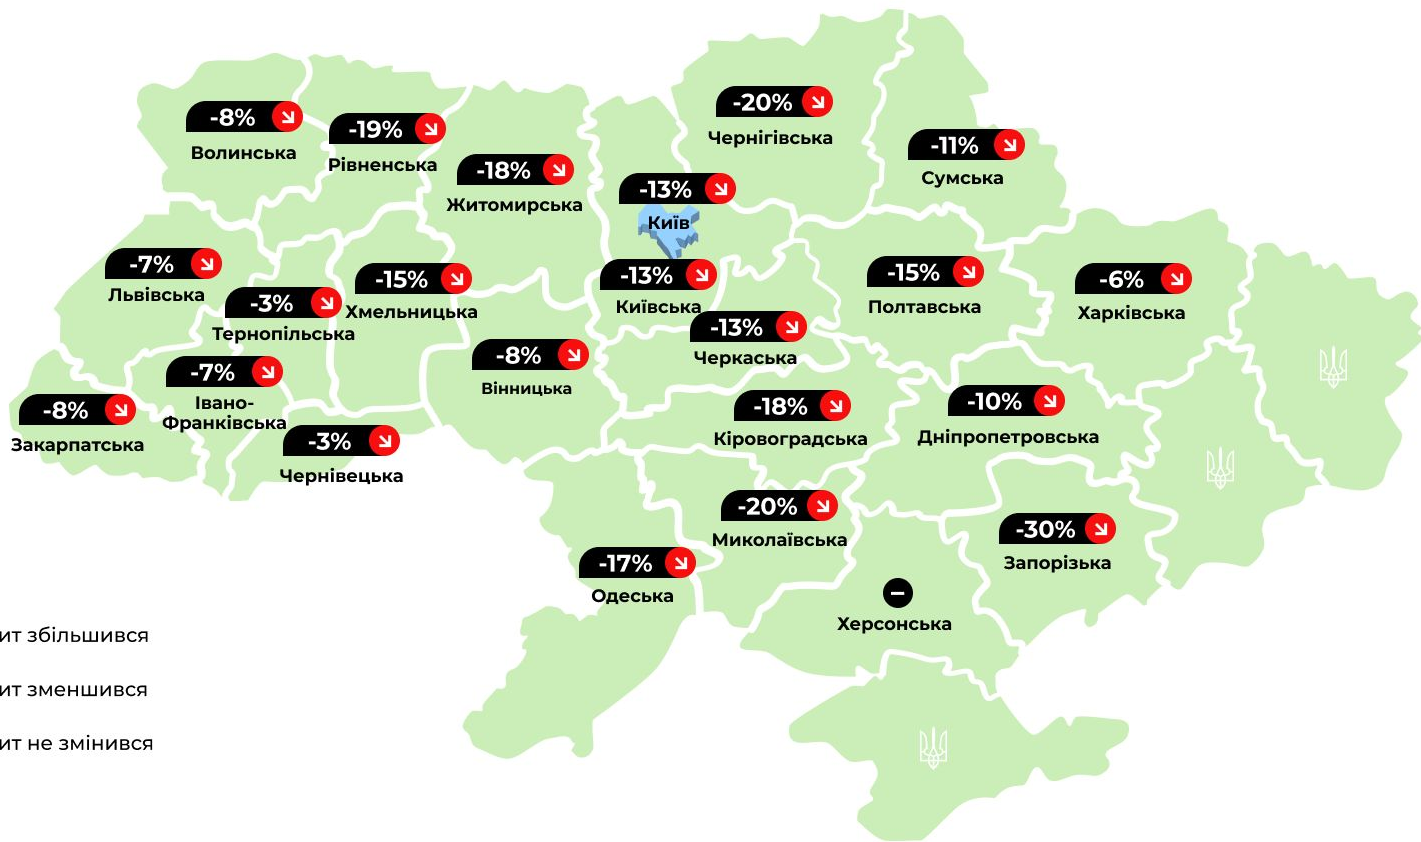 -20%
Чернігівська
-8%
Волинська
-19%
Рівненська
-11%
Сумська
-18%
Житомирська
-13%
Київ
-7%
Львівська
-3%
Тернопільська
-15%
Хмельницька
-13%
Київська
-15%
Полтавська
-6%
Харківська
-13%
Черкаська
-8%
Вінницька
-7%
Івано-
Франківська
-8%
Закарпатська
-3%
Чернівецька
-18%
Кіровоградська
-10%
Дніпропетровська
-20%
Миколаївська
-30%
Запорізька
-17%
Одеська
Херсонська
ит збільшився
ит зменшився
ит не змінився